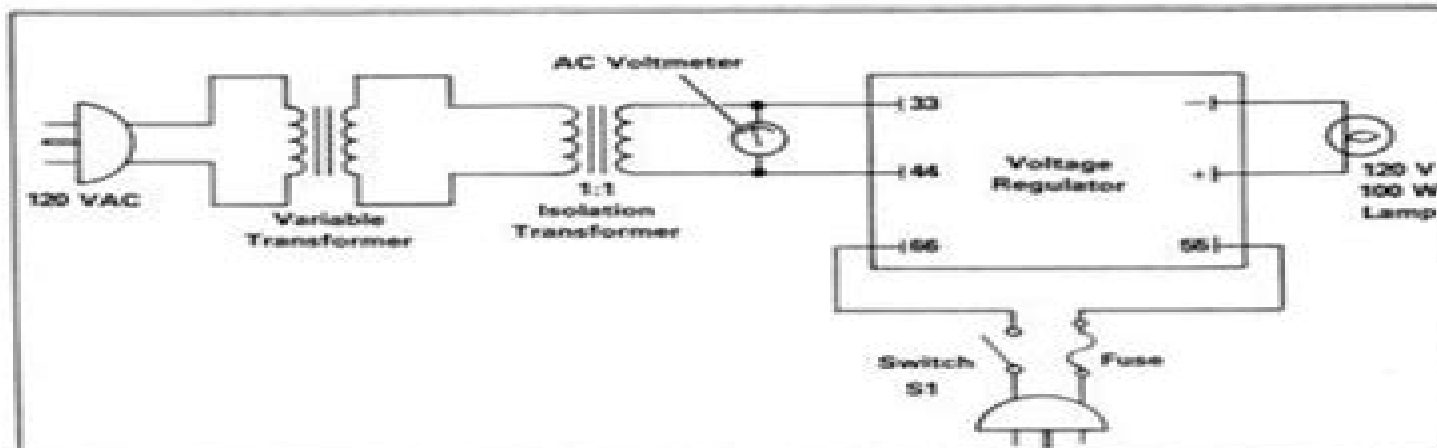 AC Voltmeter
120 VAC
Variable
Transformer
1:1
Isolation
Transformer
33
44
66
Voltage
Regulator
–
+
55
120 V
100 W
Lamp
Switch
S1
Fuse